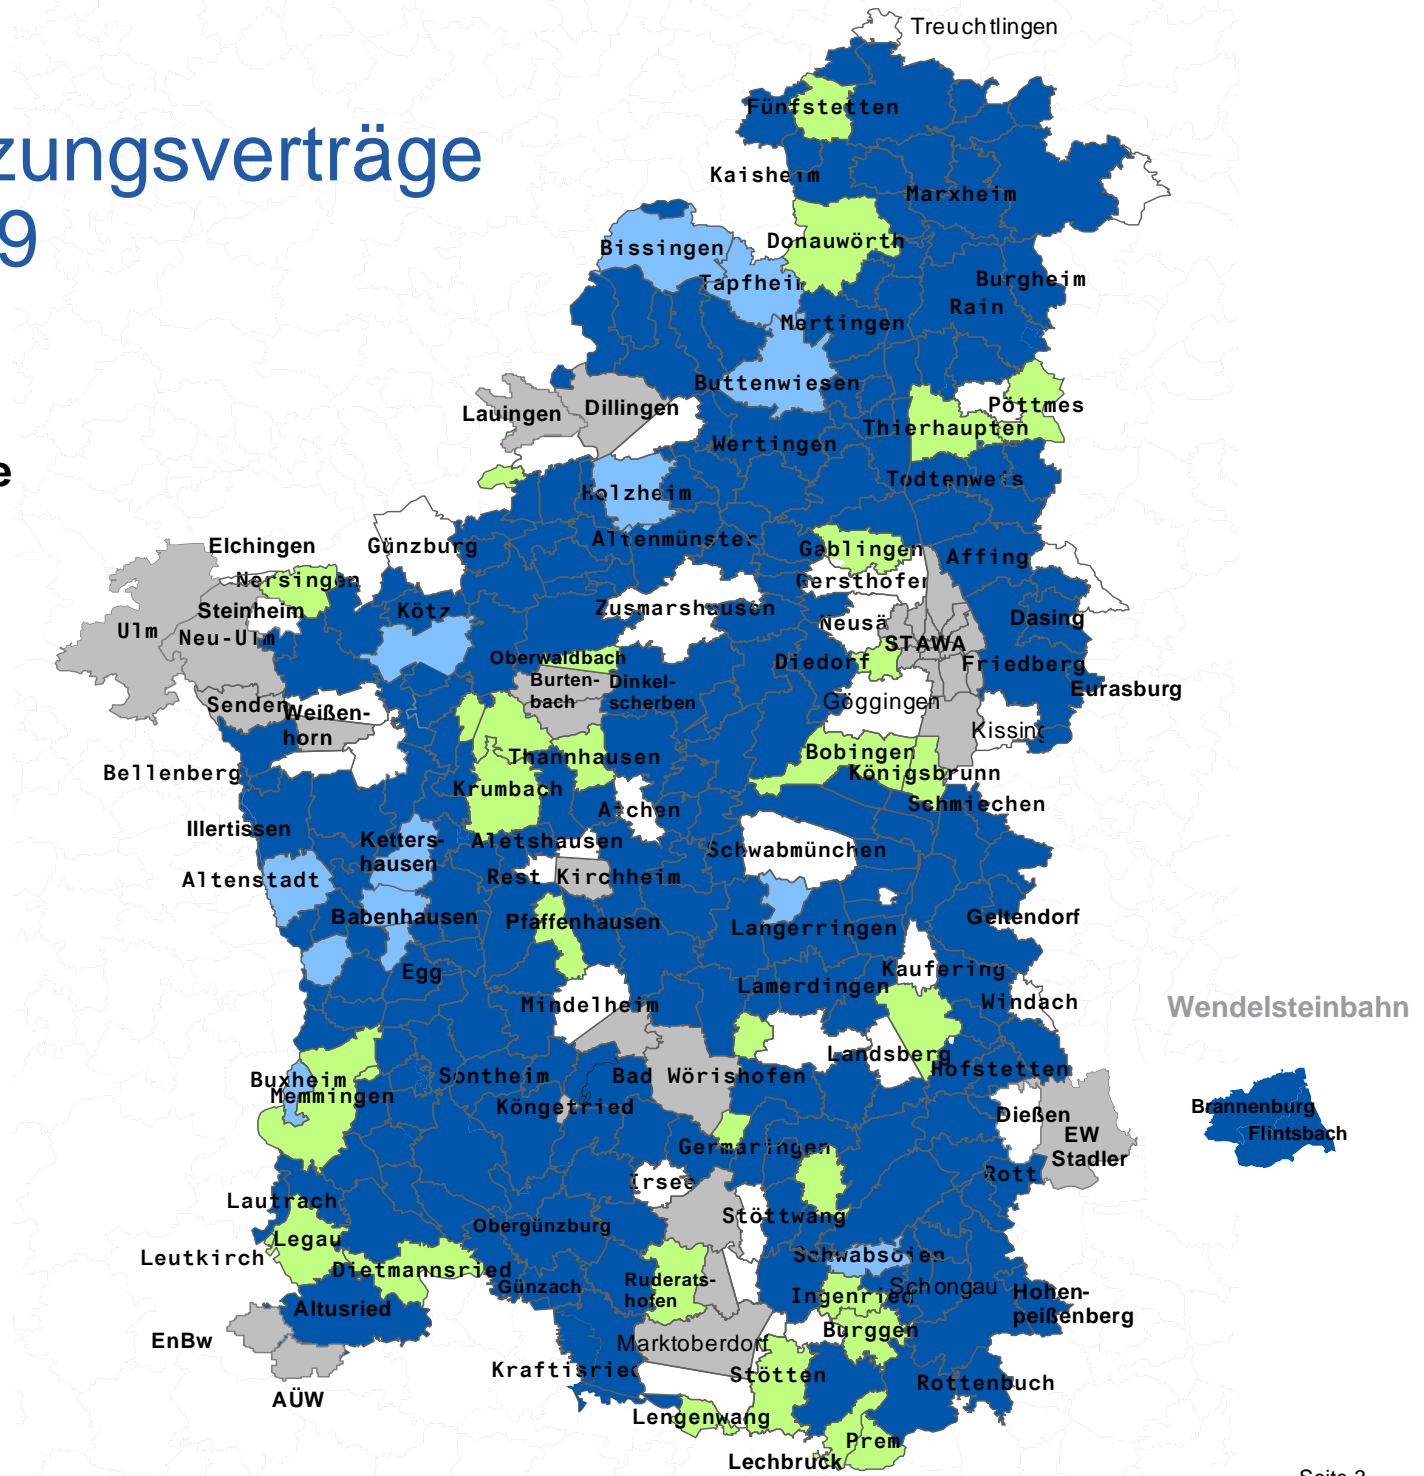 Treuchtlingen
Fünfstetten
zungsverträge
Kaisheim
Marxheim
9
Donauwörth
Bissingen
Tapfheim
Burgheim
Rain
Mertingen
Buttenwiesen
Pöttmes
Lauingen
Dillingen
Thierhaupten
Wertingen
e
Todtenweis
Holzheim
Altenmünster
Elchingen
Günzburg
Gablingen
Affing
Nersingen
Gersthofen
Steinheim
Kötz
Zusmarshausen
Dasing
Ulm
Neu-Ulm
Neusä
STAWA
Oberwaldbach
Diedorf
Friedberg
Burten-
bach
Dinkel-
scherben
Eurasburg
Senden
Weißen-
horn
Göggingen
Kissing
Thannhausen
Bobingen
Bellenberg
Königsbrunn
Krumbach
Schmiechen
Aichen
Illertissen
Ketters-
hausen
Aletshausen
Schwabmünchen
Altenstadt
Rest Kirchheim
Babenhausen
Pfaffenhausen
Geltendorf
Langerringen
Egg
Kaufering
Lamerdingen
Mindelheim
Windach
Wendelsteinbahn
Landsberg
Hofstetten
Buxheim
Sontheim
Bad Wörishofen
Memmingen
Köngetried
Dießen
Brannenburg
Flintsbach
EW
Stadler
Germaringen
Rott
Irsee
Lautrach
Stöttwang
Obergünzburg
Legau
Leutkirch
Schwabsoien
Dietmannsried
Günzach
Ruderats-
hofen
Schongau
Ingenried
Hohen-
peißenberg
Altusried
Burggen
EnBw
Marktoberdorf
Kraftisried
Stötten
Rottenbuch
AÜW
Lengenwang
Prem
Lechbruck
Seite 3